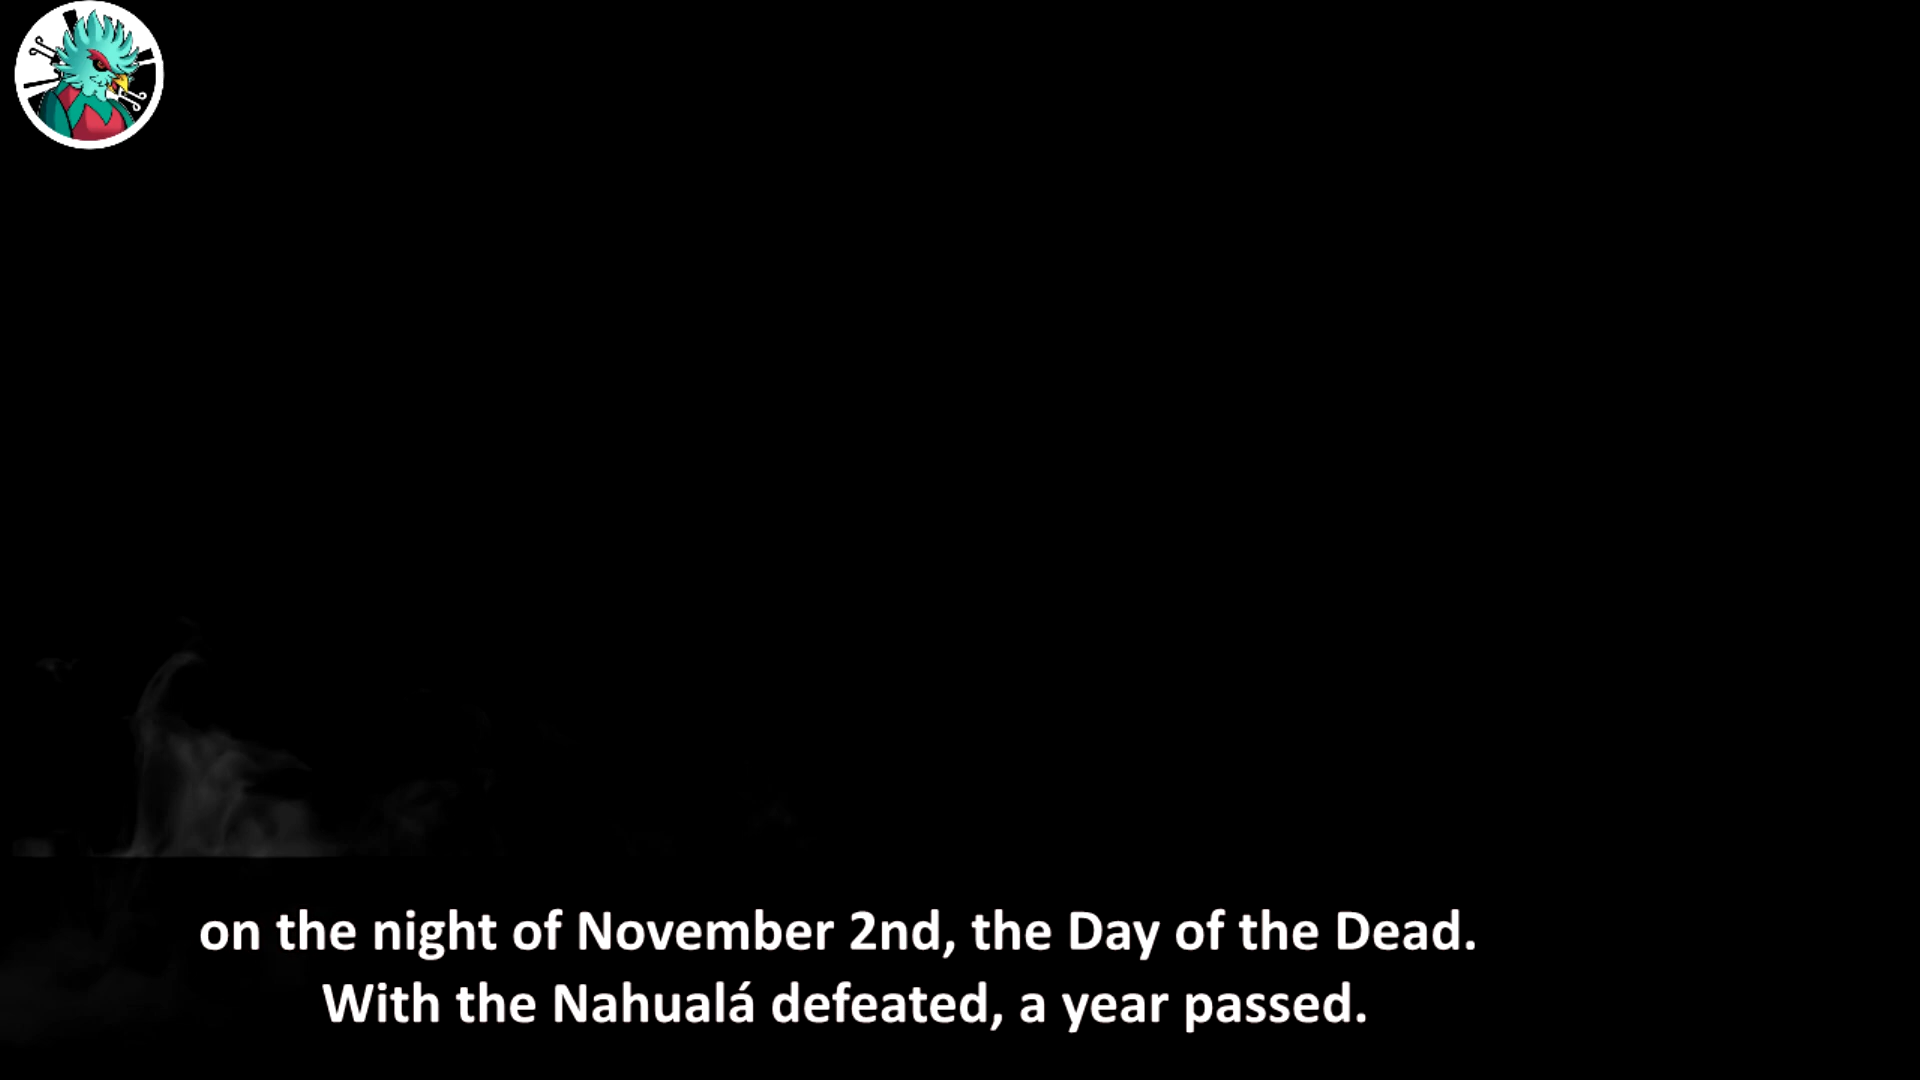 on the night of November 2nd, the Day of the Dead.
With the Nahualá defeated, a year passed.